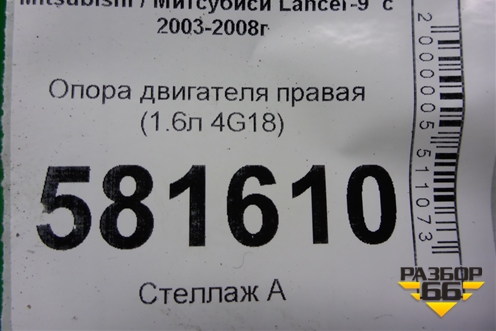 Mitsubishi / Митсубиси Lancer-9 с
2003-2008г
Опора двигателя правая
(1.6л 4G18)
581610
Стеллаж А
2000005511073
РАЗБОР
66